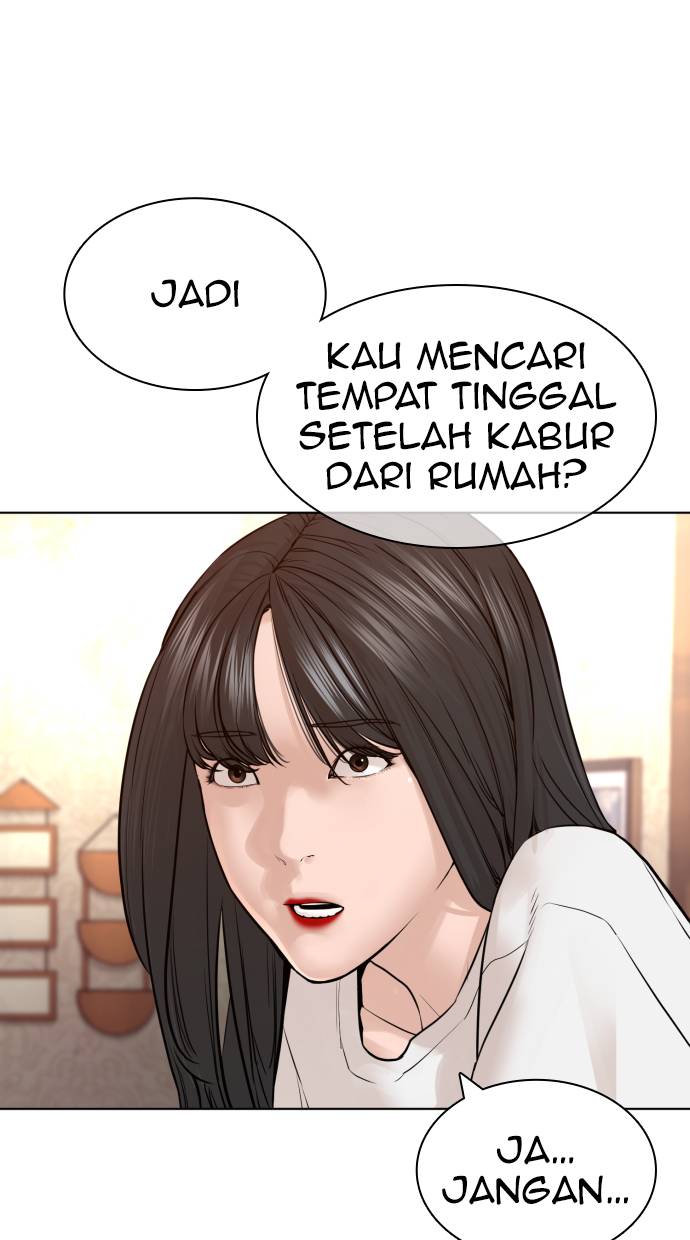 JADI
KAU MENCARI
TEMPAT TINGGAL
SETELAH KABUR
DARI RUMAH?
JA...
JANGAN...